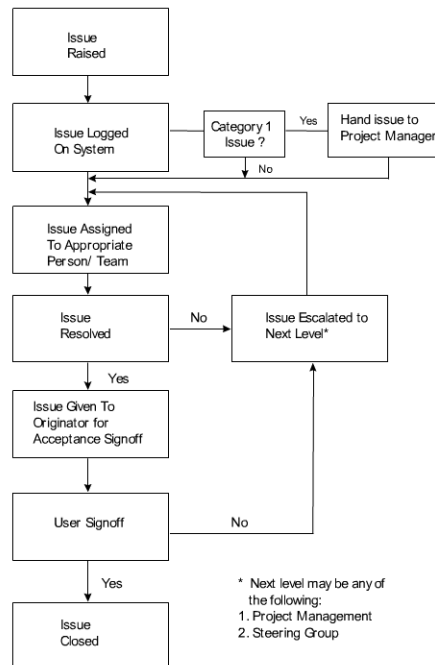 Issue
Raised
Issue Logged
On System
Category 1
Issue ?
Yes
Hand issue to
Project Manager
No
Issue Assigned
To Appropriate
Person/ Team
Issue
Resolved
No
Issue Escalated to
Next Level*
Yes
Issue Given To
Originator for
Acceptance Signoff
User Signoff
No
Yes
* Next level may be any of
the following:
1. Project Management
2. Steering Group
Issue
Closed